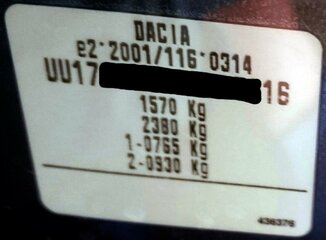 DACIA
e2*2001/116*0314
UU17 16
1570 Kg
2380 Kg
1-0765 Kg
2-0930 Kg
436376